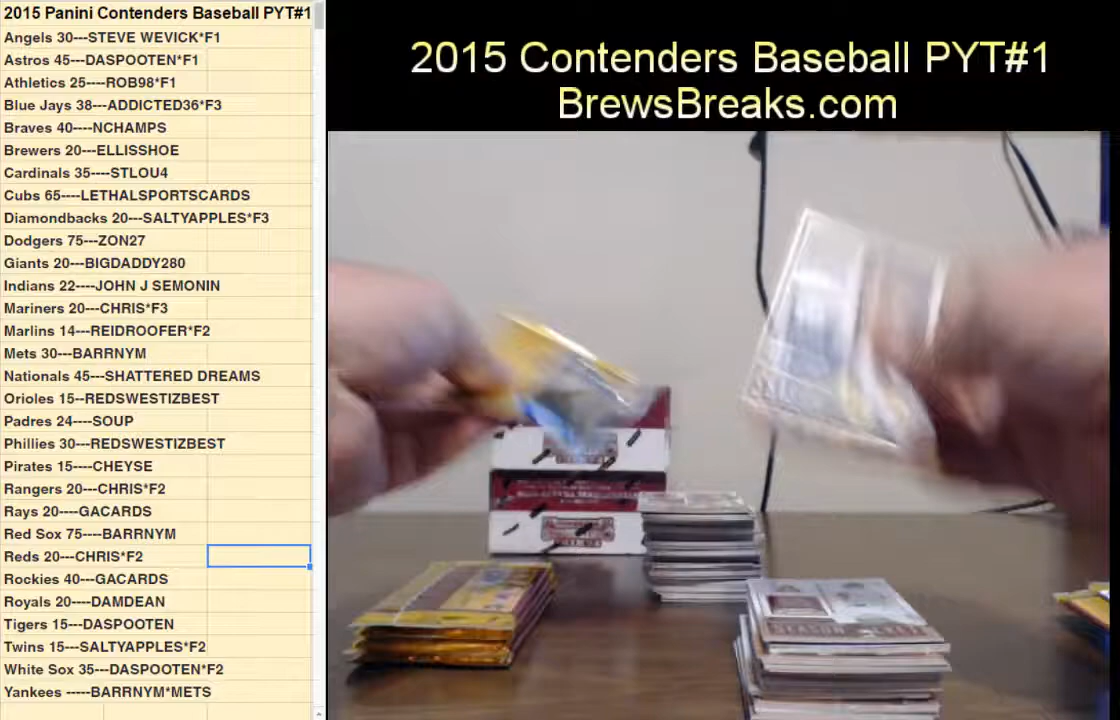 2015 Panini Contenders Baseball PYT#1
Angels 30---STEVE WEVICK*F1
Astros 45----DASPOOTEN*F1
Athletics 25----ROB98*F1
Blue Jays 38---ADDICTED36*F3
Braves 40----NCHAMPS
Brewers 20---ELLISSHOE
Cardinals 35----STLOU4
Cubs 65----LETHALSPORTSCARDS
Diamondbacks 20---SALTYAPPLES*F3
Dodgers 75---ZON27
Giants 20---BIGDADDY280
Indians 22----JOHN J SEMONIN
Mariners 20---CHRIS*F3
Marlins 14---REIDROOFER*F2
Mets 30---BARRNYM
Nationals 45---SHATTERED DREAMS
Orioles 15--REDSWESTIZBEST
Padres 24----SOUP
Phillies 30---REDSWESTIZBEST
Pirates 15----CHEYSE
Rangers 20---CHRIS*F2
Rays 20----GACARDS
Red Sox 75----BARRNYM
Reds 20---CHRIS*F2
Rockies 40---GACARDS
Royals 20----DAMDEAN
Tigers 15---DASPOOTEN
Twins 15---SALTYAPPLES*F2
White Sox 35---DASPOOTEN*F2
Yankees -----BARRNYM*METS
2015 Contenders Baseball PYT#1
BrewsBreaks.com
SEASON TICKET